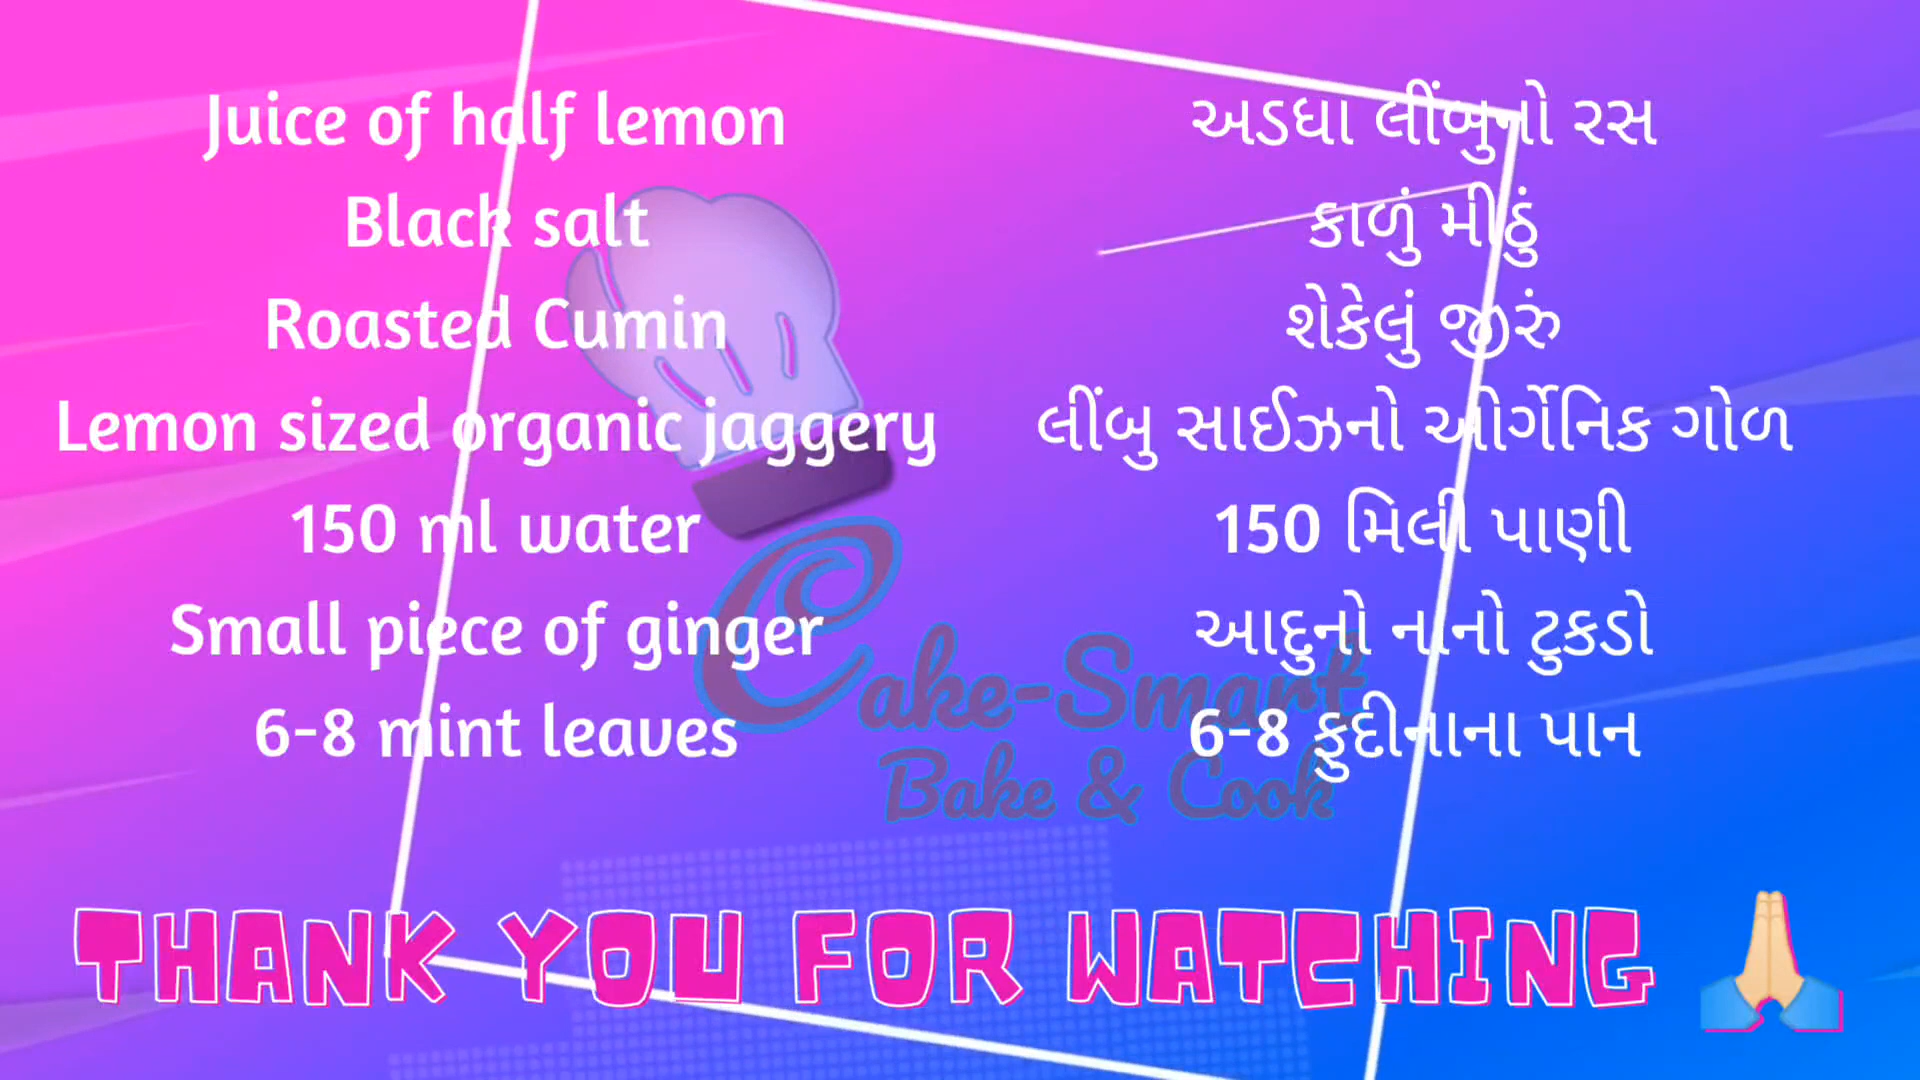 Juice of half lemon
Black salt
Roasted Cumin
Lemon sized organic jaggery
150 ml water
Small piece of ginger
6-8 mint leaves
અડધા લીંબુનો રસ
કાળું મીઠું
શેકેલું જીરું
લીંબુ સાઈઝનો ઓર્ગેનિક ગોળ
150 મિલી પાણી
આદુનો નાનો ટુકડો
6-8 ફુદીનાના પાન
Cake-Smart
Bake & Cook
THANK YOU FOR WATCHING